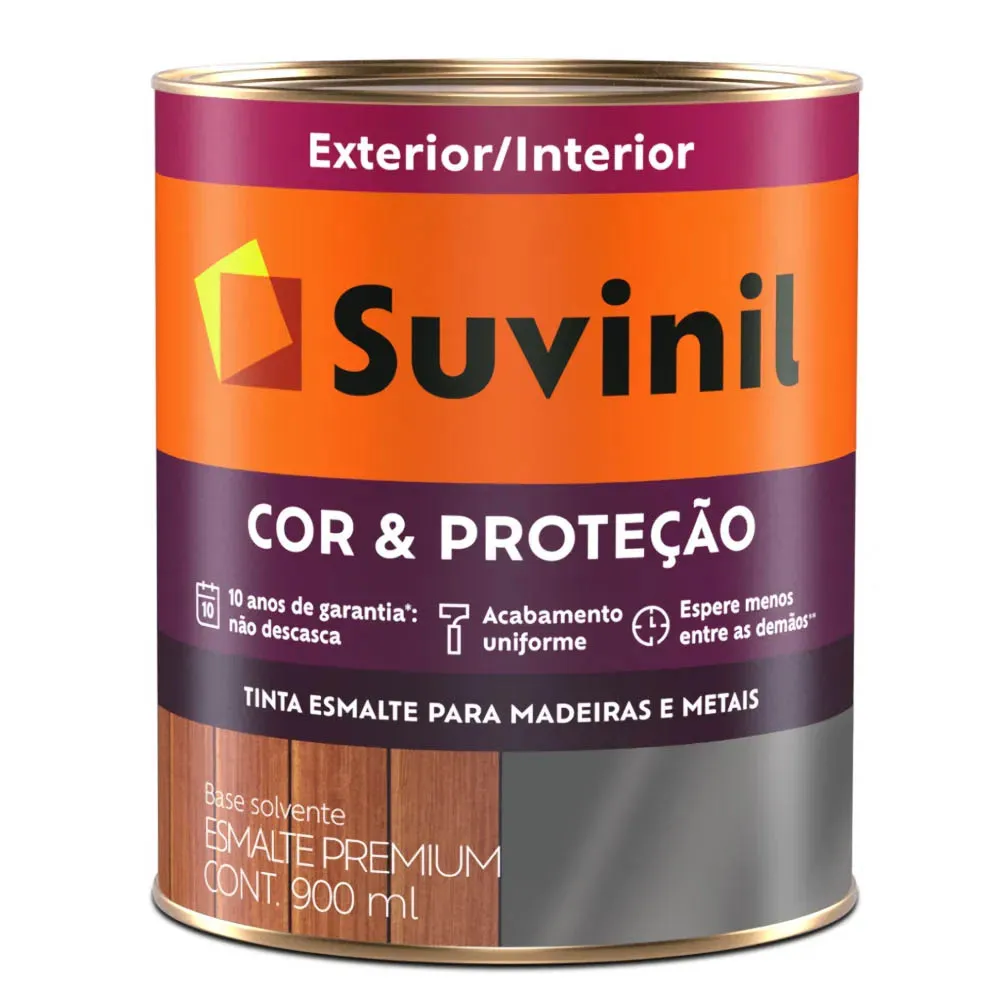 Exterior/Interior
Suvinil
COR & PROTEÇÃO
10
10 anos de garantia*:
não descasca
Acabamento
uniforme
Espere menos
entre as demãos**
TINTA ESMALTE PARA MADEIRAS E METAIS
Base solvente
ESMALTE PREMIUM
CONT. 900 ml